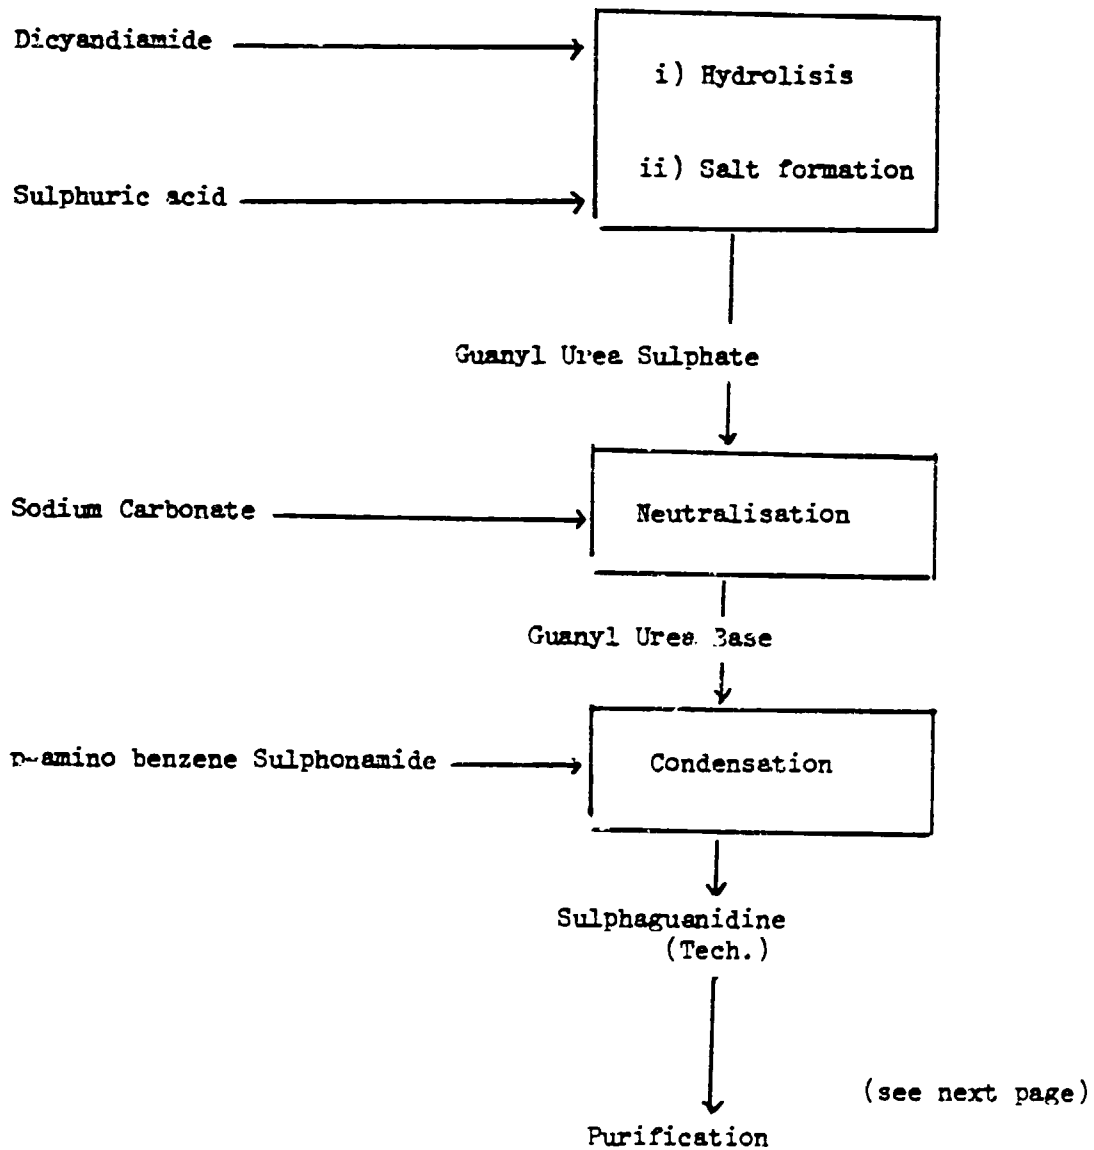 Dicyandiamide
i) Hydrolisis
ii) Salt formation
Sulphuric acid
Guanyl Urea Sulphate
Sodium Carbonate
Neutralisation
Guanyl Urea Base
p-amino benzene Sulphonamide
Condensation
Sulphaguanidine
(Tech.)
(see next page)
Purification